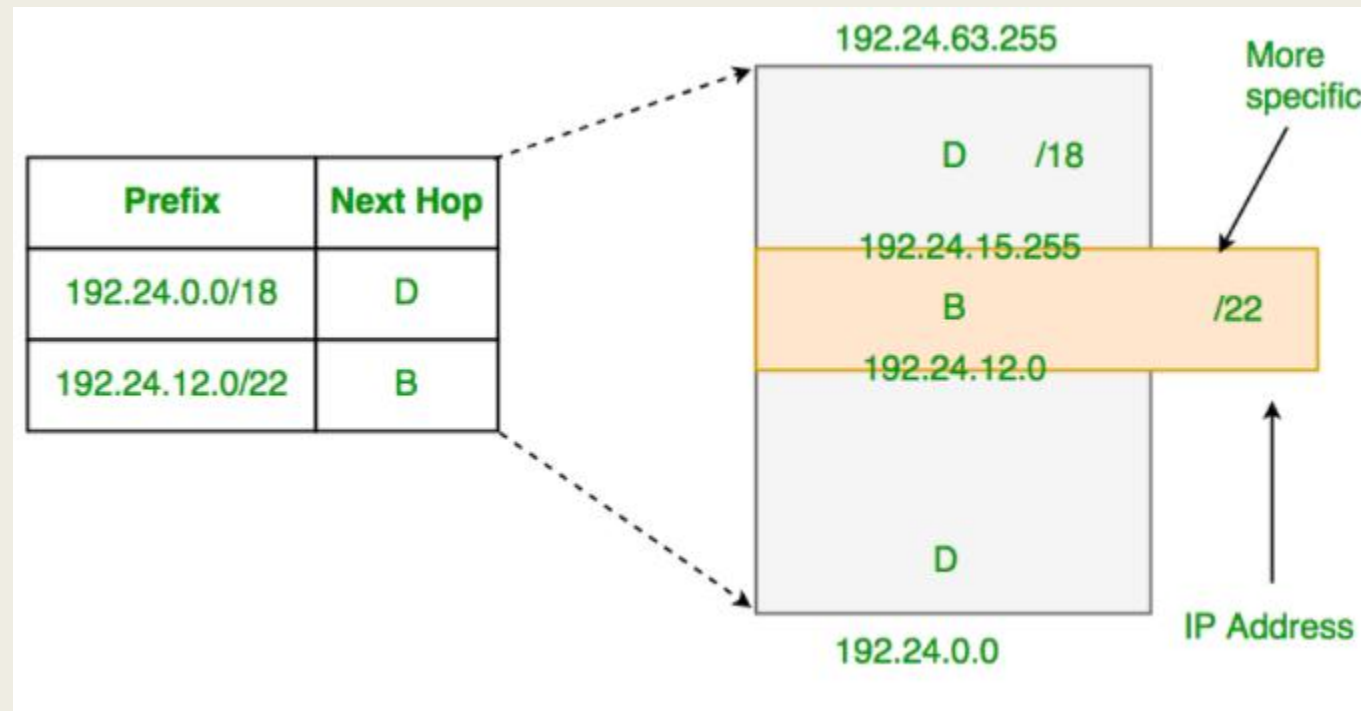 Prefix Next Hop
192.24.0.0/18 D
192.24.12.0/22 B
192.24.63.255
D /18
192.24.15.255
B /22
192.24.12.0
D
192.24.0.0
More
specific
IP Address